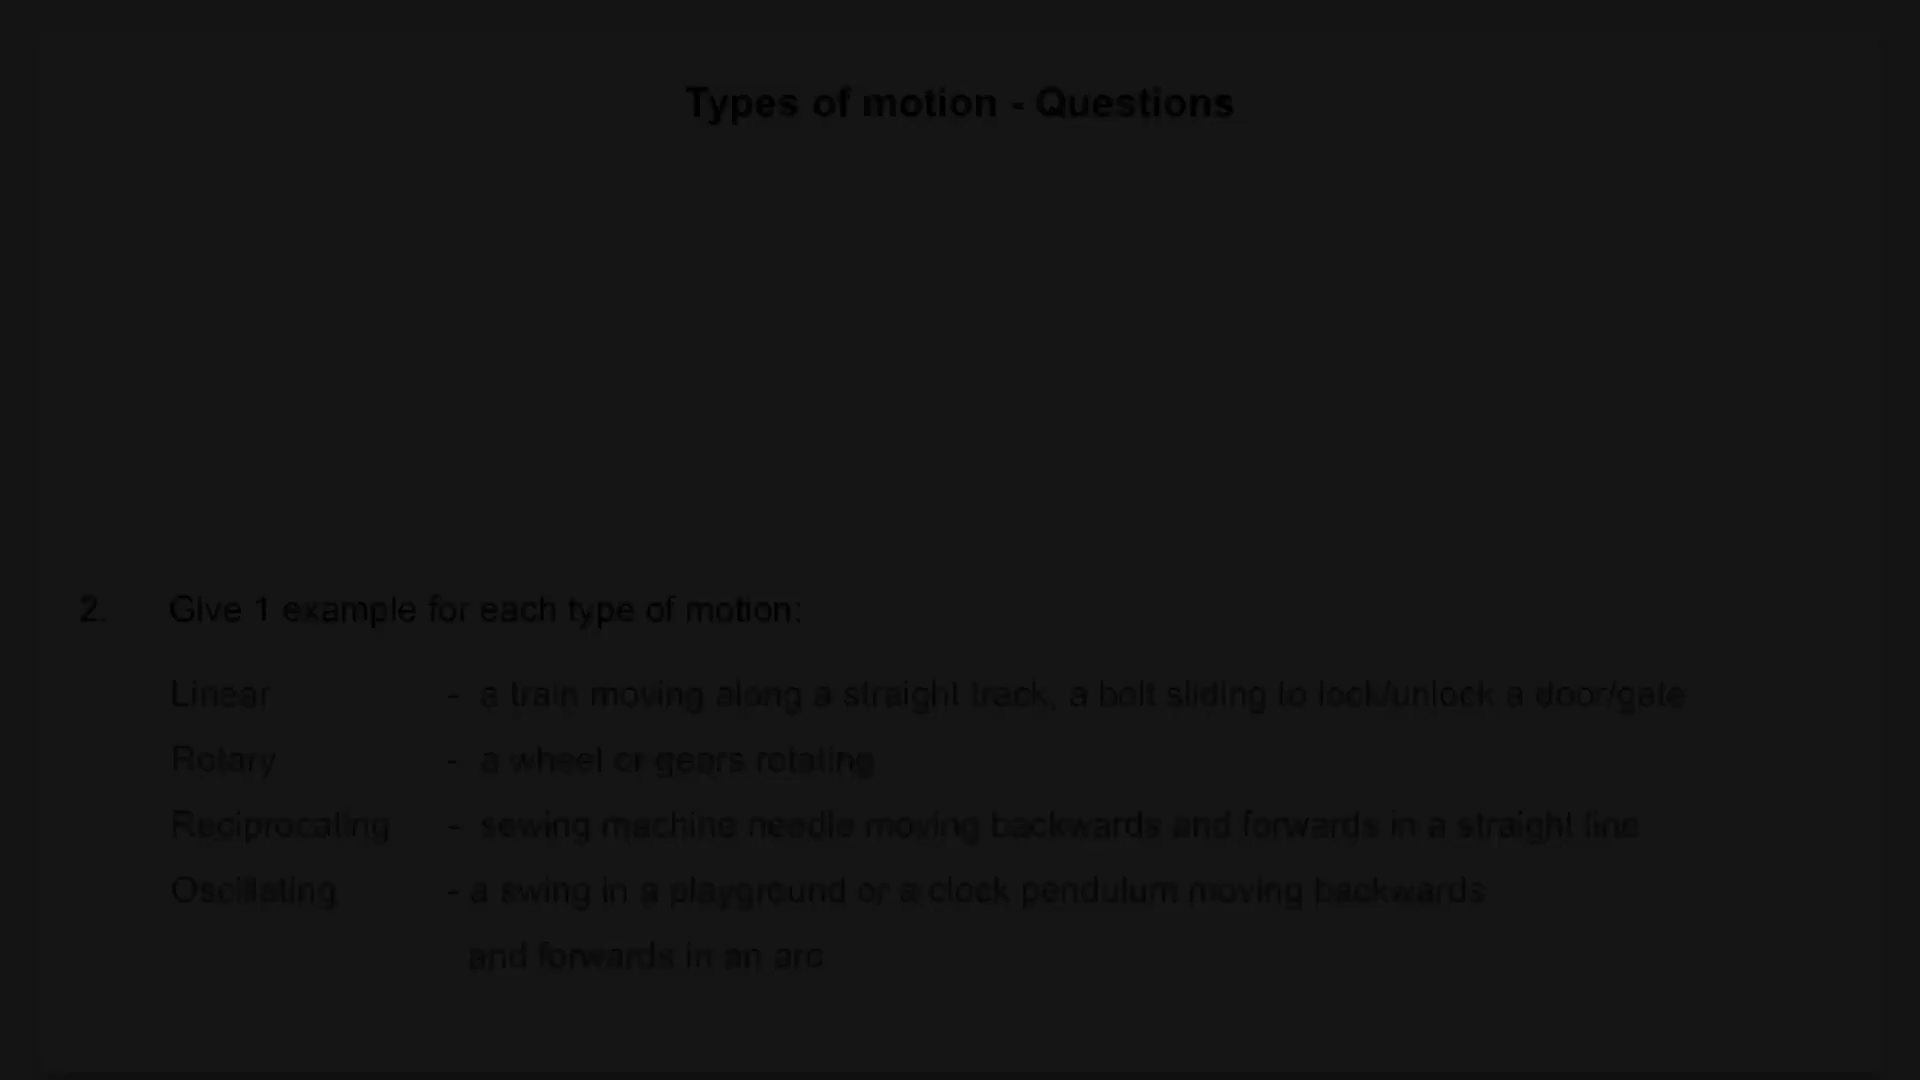 Types of motion - Questions
2. Give 1 example for each type of motion:
Linear - a train moving along a straight track, a bolt sliding to lock/unlock a door/gate
Rotary - a wheel or gears rotating
Reciprocating - sewing machine needle moving backwards and forwards in a straight line
Oscillating - a swing in a playground or a clock pendulum moving backwards
and forwards in an arc